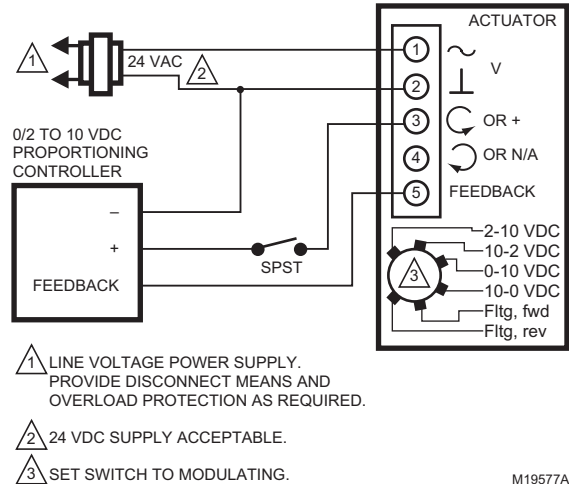 ACTUATOR
1
24 VAC
2
1
V
2
3
OR +
0/2 TO 10 VDC
PROPORTIONING
CONTROLLER
4
OR N/A
5
FEEDBACK
–
+
SPST
FEEDBACK
2-10 VDC
10-2 VDC
0-10 VDC
3
10-0 VDC
Fltg, fwd
Fltg, rev
1 LINE VOLTAGE POWER SUPPLY.
PROVIDE DISCONNECT MEANS AND
OVERLOAD PROTECTION AS REQUIRED.
2 24 VDC SUPPLY ACCEPTABLE.
3 SET SWITCH TO MODULATING.
M19577A